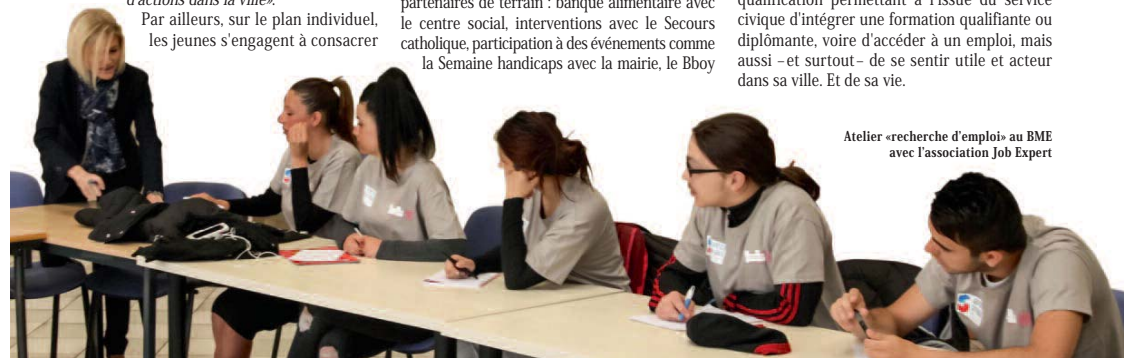 d'actions dans la ville».
Par ailleurs, sur le plan individuel,
les jeunes s'engagent à consacrer
partenaires de terrain : banque alimentaire avec
le centre social, interventions avec le Secours
catholique, participation à des événements comme
la Semaine handicaps avec la mairie, le Bboy
qualification permettant à l'issue du service
civique d'intégrer une formation qualifiante ou
diplômante, voire d'accéder à un emploi, mais
aussi –et surtout– de se sentir utile et acteur
dans sa ville. Et de sa vie.
Atelier «recherche d'emploi» au BME
avec l'association Job Expert